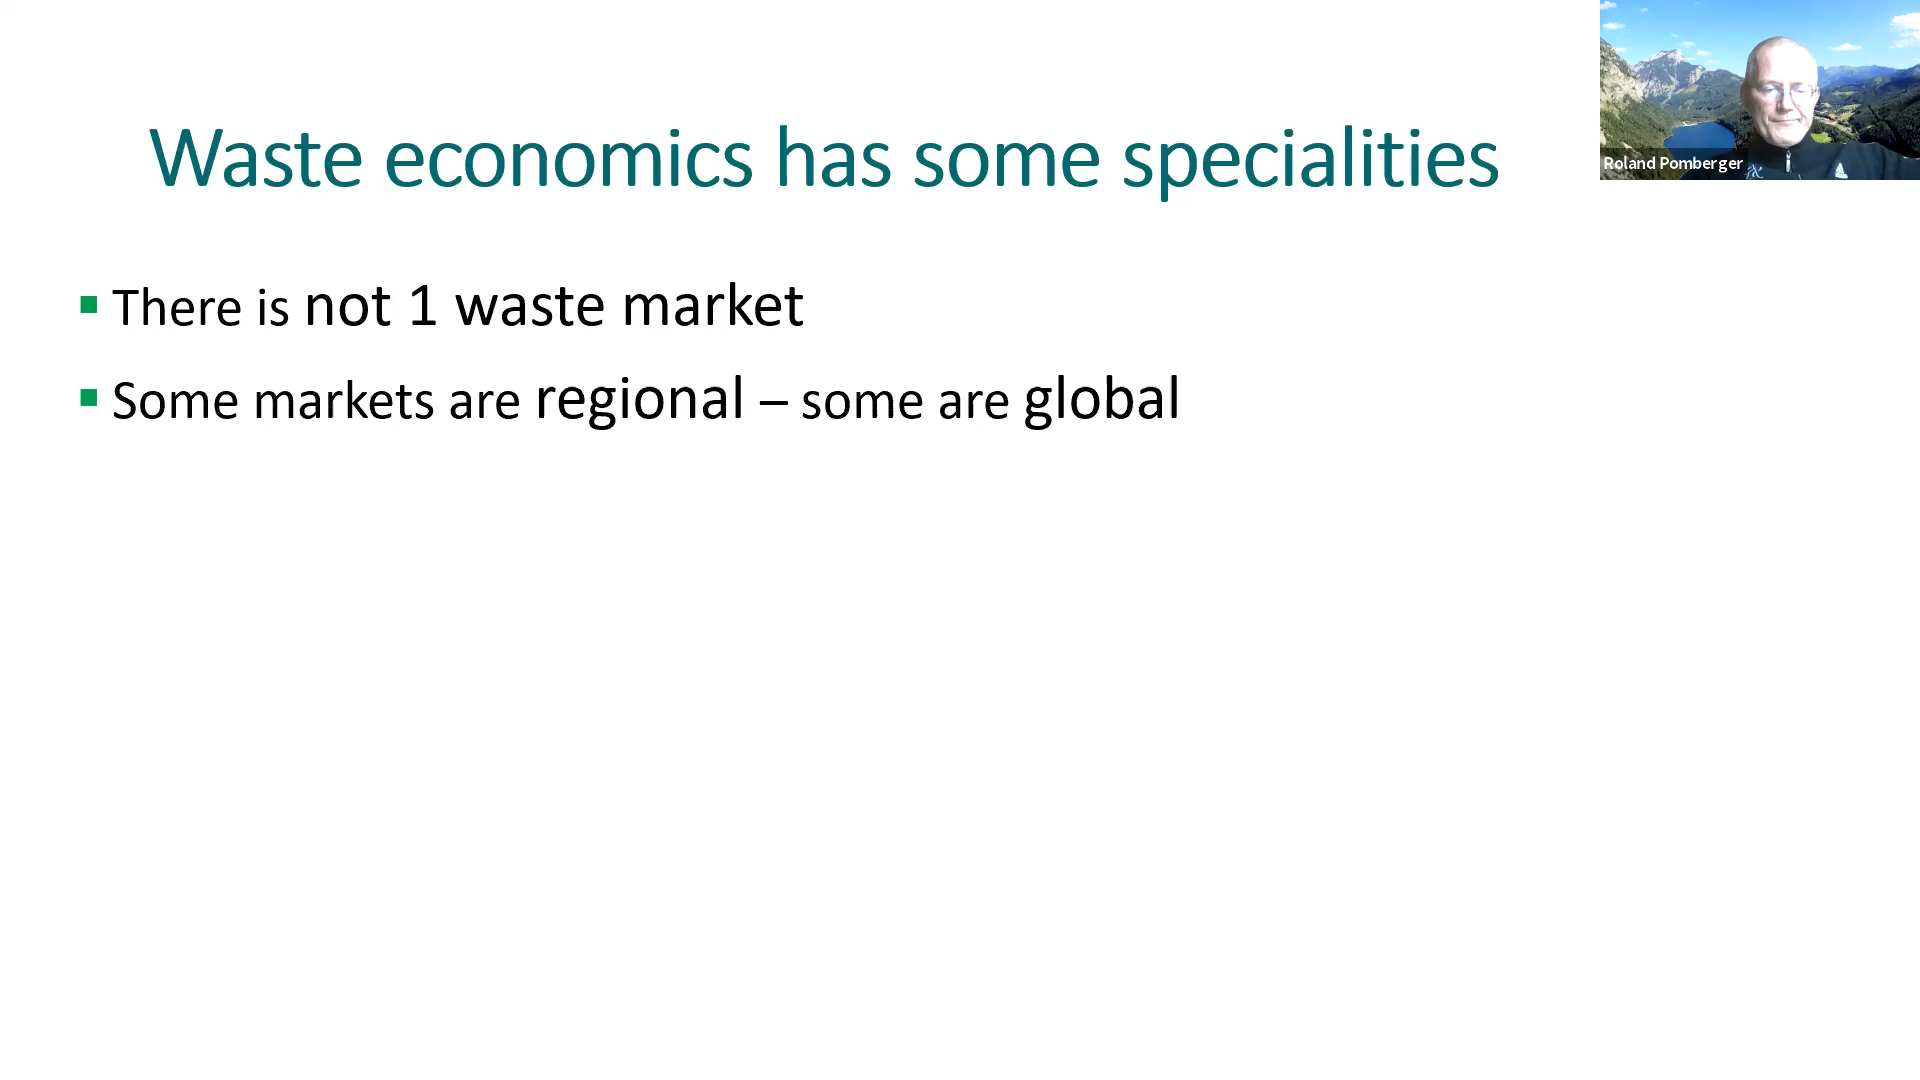 Waste economics has some specialities
There is not 1 waste market
Some markets are regional – some are global
Roland Pomberger